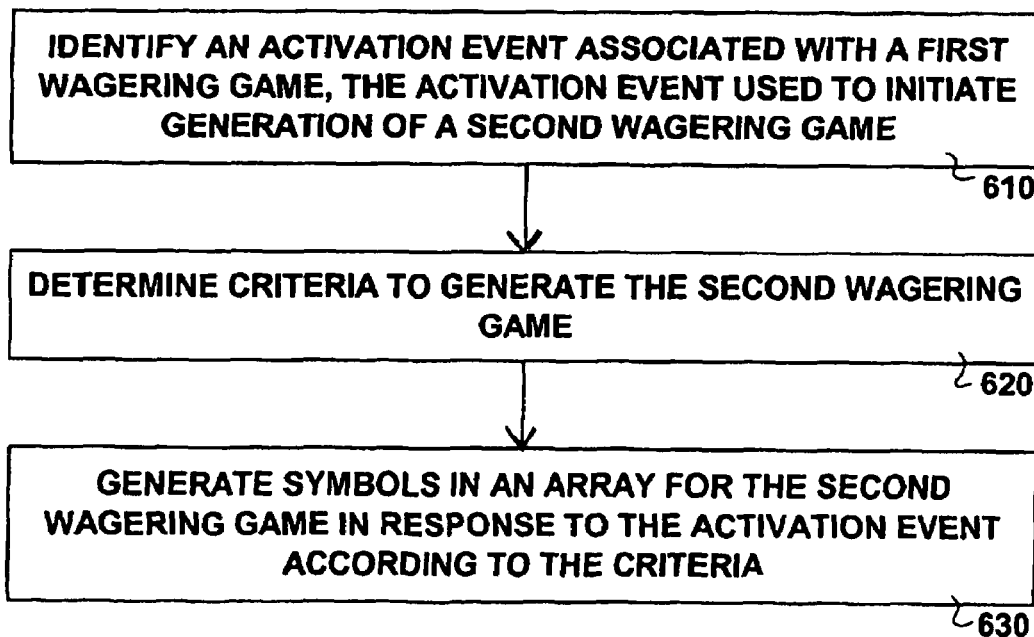 IDENTIFY AN ACTIVATION EVENT ASSOCIATED WITH A FIRST
WAGERING GAME, THE ACTIVATION EVENT USED TO INITIATE
GENERATION OF A SECOND WAGERING GAME
610
DETERMINE CRITERIA TO GENERATE THE SECOND WAGERING
GAME
620
GENERATE SYMBOLS IN AN ARRAY FOR THE SECOND
WAGERING GAME IN RESPONSE TO THE ACTIVATION EVENT
ACCORDING TO THE CRITERIA
630